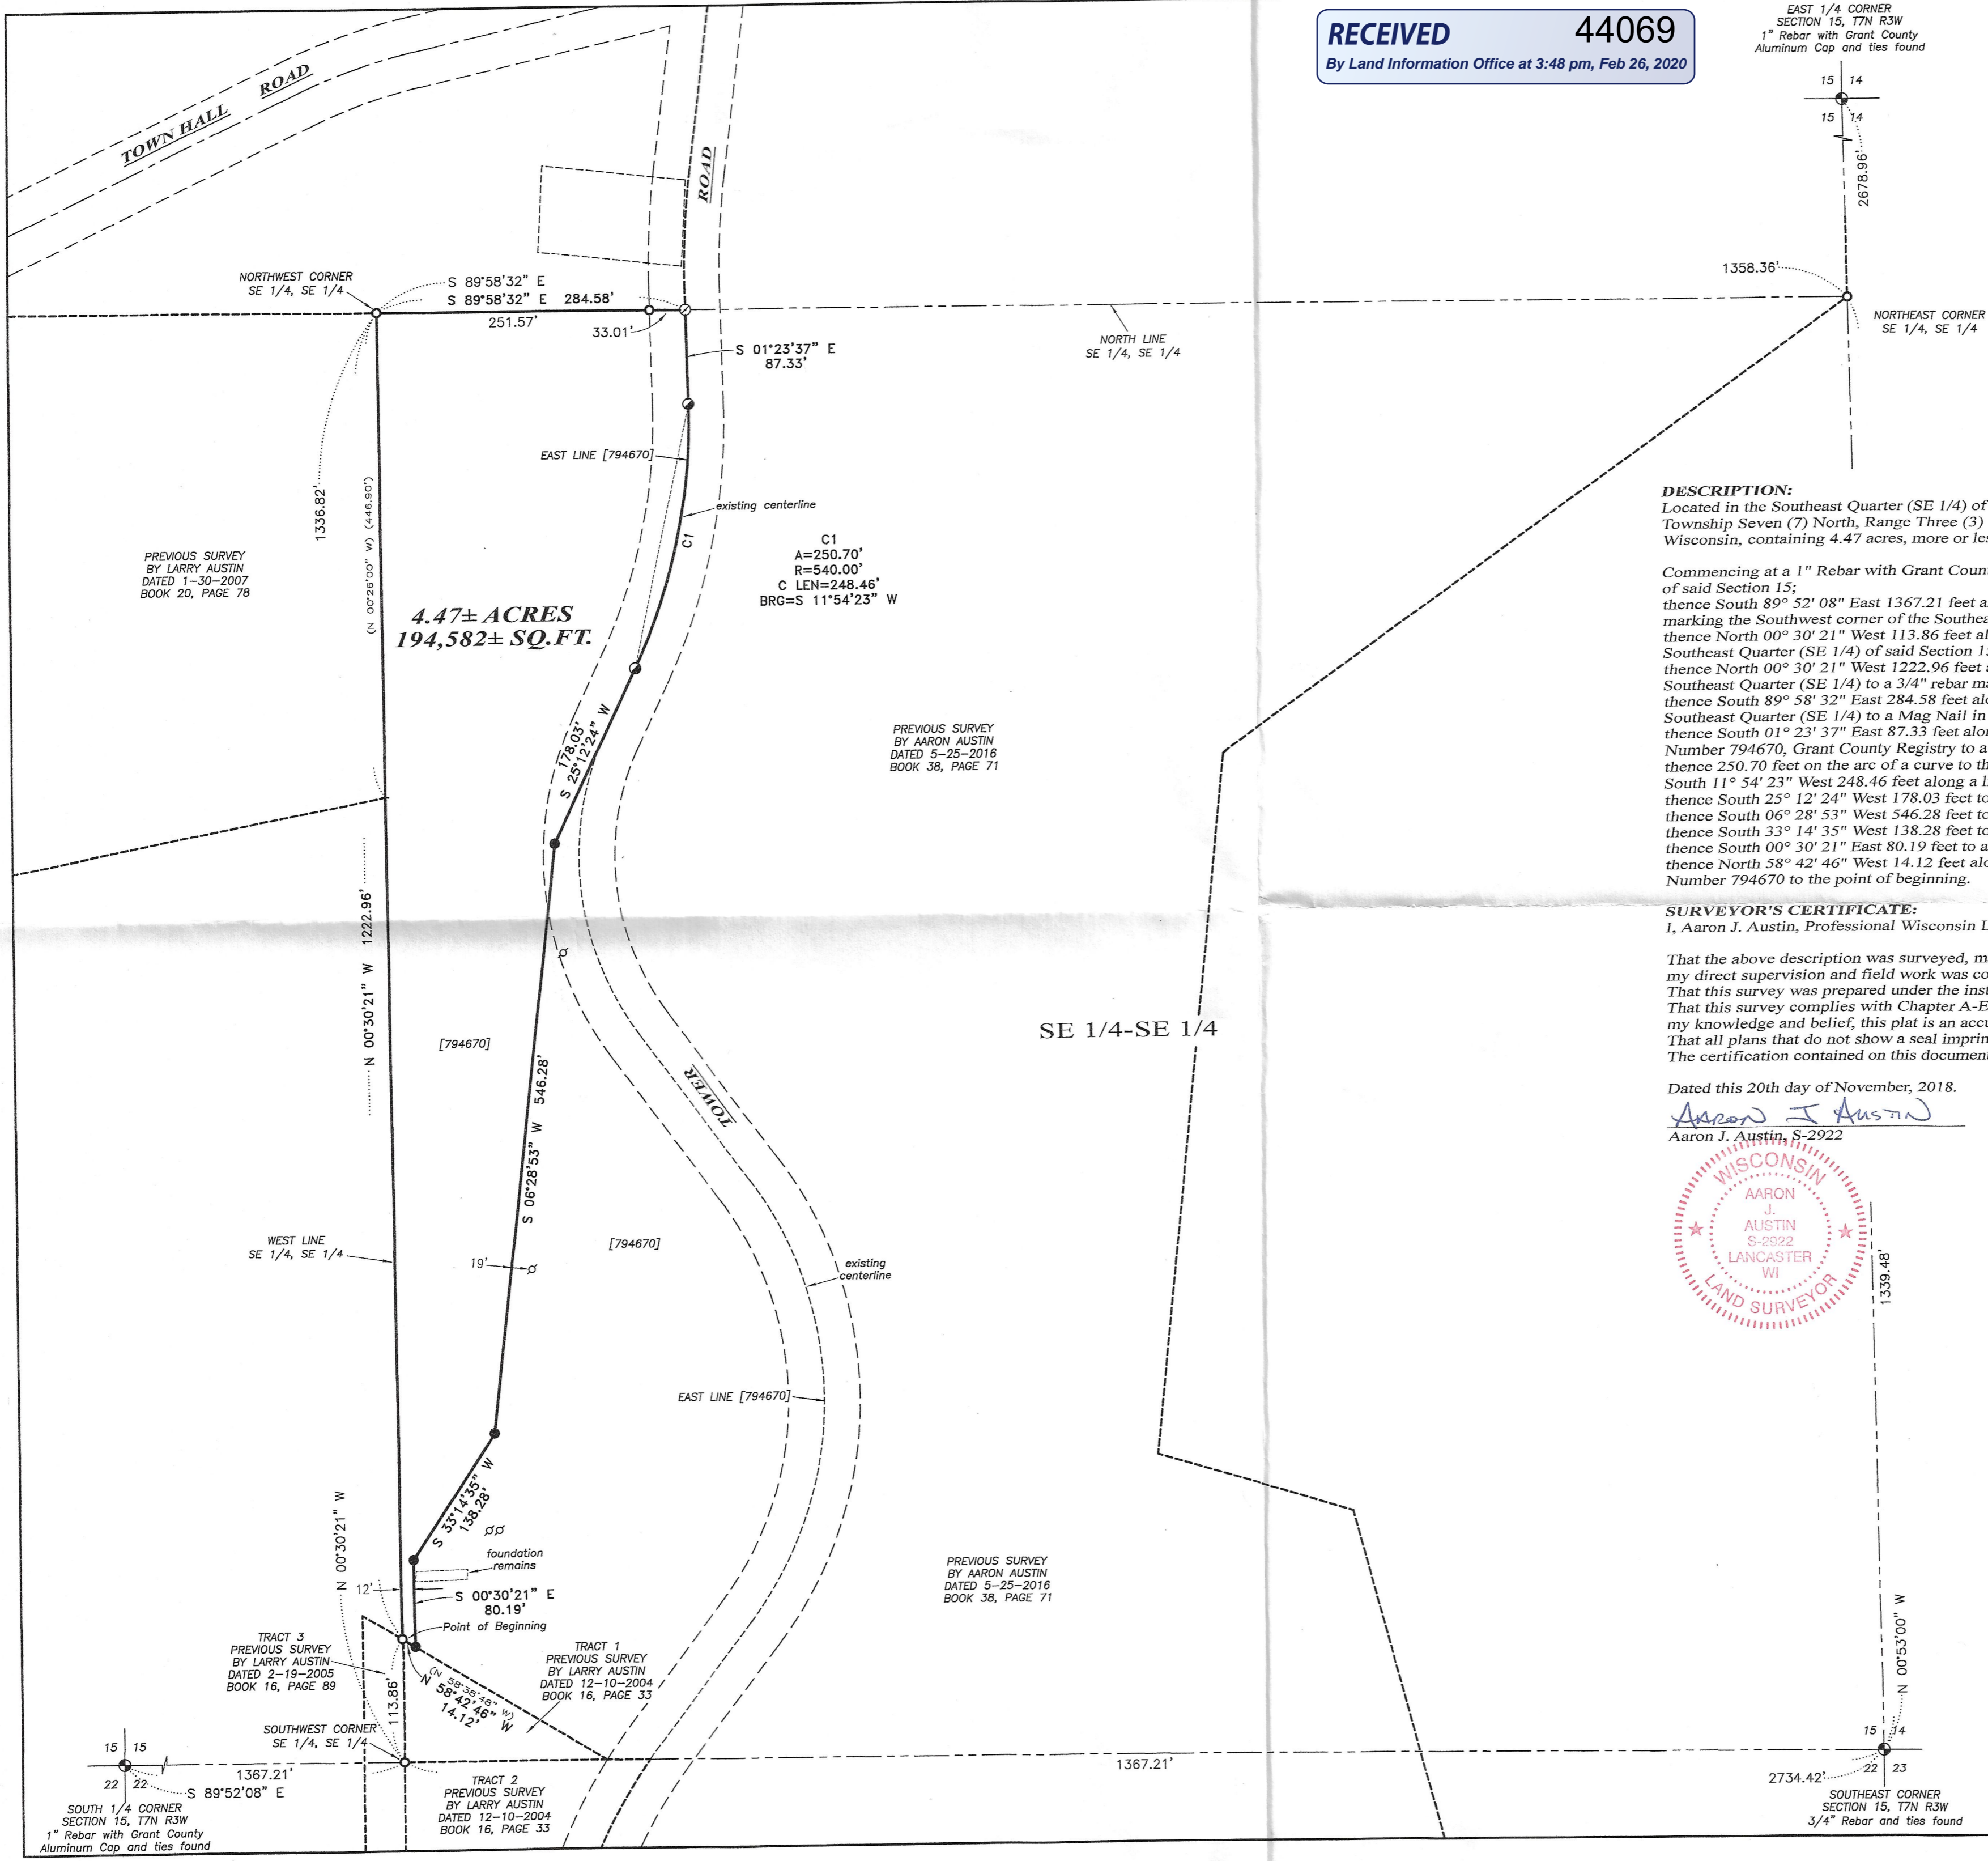 RECEIVED 44069
By Land Information Office at 3:48 pm, Feb 26, 2020
EAST 1/4 CORNER
SECTION 15, T7N R3W
1" Rebar with Grant County
Aluminum Cap and ties found
15 14
15 14
2678.96'
1358.36'
NORTHEAST CORNER
SE 1/4, SE 1/4
TOWN HALL ROAD
ROAD
NORTHWEST CORNER
SE 1/4, SE 1/4
S 89°58'32" E
S 89°58'32" E 284.58'
251.57'
33.01'
NORTH LINE
SE 1/4, SE 1/4
S 01°23'37" E
87.33'
EAST LINE [794670]
existing centerline
1336.82'
(N 00°26'00" W) (446.90')
C1
C1
A=250.70'
R=540.00'
C LEN=248.46'
BRG=S 11°54'23" W
PREVIOUS SURVEY
BY LARRY AUSTIN
DATED 1-30-2007
BOOK 20, PAGE 78
4.47± ACRES
194,582± SQ.FT.
178.03'
S 25°12'24" W
PREVIOUS SURVEY
BY AARON AUSTIN
DATED 5-25-2016
BOOK 38, PAGE 71
DESCRIPTION:
Located in the Southeast Quarter (SE 1/4) of
Township Seven (7) North, Range Three (3)
Wisconsin, containing 4.47 acres, more or les
Commencing at a 1" Rebar with Grant Coun
of said Section 15;
thence South 89° 52' 08" East 1367.21 feet a
marking the Southwest corner of the Southea
thence North 00° 30' 21" West 113.86 feet al
Southeast Quarter (SE 1/4) of said Section 1
thence North 00° 30' 21" West 1222.96 feet
Southeast Quarter (SE 1/4) to a 3/4" rebar ma
thence South 89° 58' 32" East 284.58 feet alo
Southeast Quarter (SE 1/4) to a Mag Nail in
thence South 01° 23' 37" East 87.33 feet alon
Number 794670, Grant County Registry to a
thence 250.70 feet on the arc of a curve to th
South 11° 54' 23" West 248.46 feet along a l
thence South 25° 12' 24" West 178.03 feet to
thence South 06° 28' 53" West 546.28 feet to
thence South 33° 14' 35" West 138.28 feet to
thence South 00° 30' 21" East 80.19 feet to a
thence North 58° 42' 46" West 14.12 feet alo
Number 794670 to the point of beginning.
SURVEYOR'S CERTIFICATE:
I, Aaron J. Austin, Professional Wisconsin L
That the above description was surveyed, m
my direct supervision and field work was co
That this survey was prepared under the inst
That this survey complies with Chapter A-E
my knowledge and belief, this plat is an accu
That all plans that do not show a seal imprin
The certification contained on this document
Dated this 20th day of November, 2018.
AARON J AUSTIN
Aaron J. Austin, S-2922
WISCONSIN
AARON
J.
AUSTIN
S-2922
LANCASTER
WI
LAND SURVEYOR
N 00°30'21" W 1222.96'
[794670]
S 06°28'53" W 546.28'
SE 1/4-SE 1/4
TOWER
WEST LINE
SE 1/4, SE 1/4
19'
[794670]
existing
centerline
EAST LINE [794670]
1339.48'
S 33°14'35" W
138.28'
foundation
remains
12'
S 00°30'21" E
80.19'
Point of Beginning
N 00°30'21" W
TRACT 3
PREVIOUS SURVEY
BY LARRY AUSTIN
DATED 2-19-2005
BOOK 16, PAGE 89
113.86'
(N 58°38'48" W)
N 58°42'46" W
14.12'
TRACT 1
PREVIOUS SURVEY
BY LARRY AUSTIN
DATED 12-10-2004
BOOK 16, PAGE 33
PREVIOUS SURVEY
BY AARON AUSTIN
DATED 5-25-2016
BOOK 38, PAGE 71
N 00°53'00" W
SOUTHWEST CORNER
SE 1/4, SE 1/4
15 15
22 22
1367.21'
S 89°52'08" E
SOUTH 1/4 CORNER
SECTION 15, T7N R3W
1" Rebar with Grant County
Aluminum Cap and ties found
TRACT 2
PREVIOUS SURVEY
BY LARRY AUSTIN
DATED 12-10-2004
BOOK 16, PAGE 33
1367.21'
15 14
22 23
2734.42'
SOUTHEAST CORNER
SECTION 15, T7N R3W
3/4" Rebar and ties found